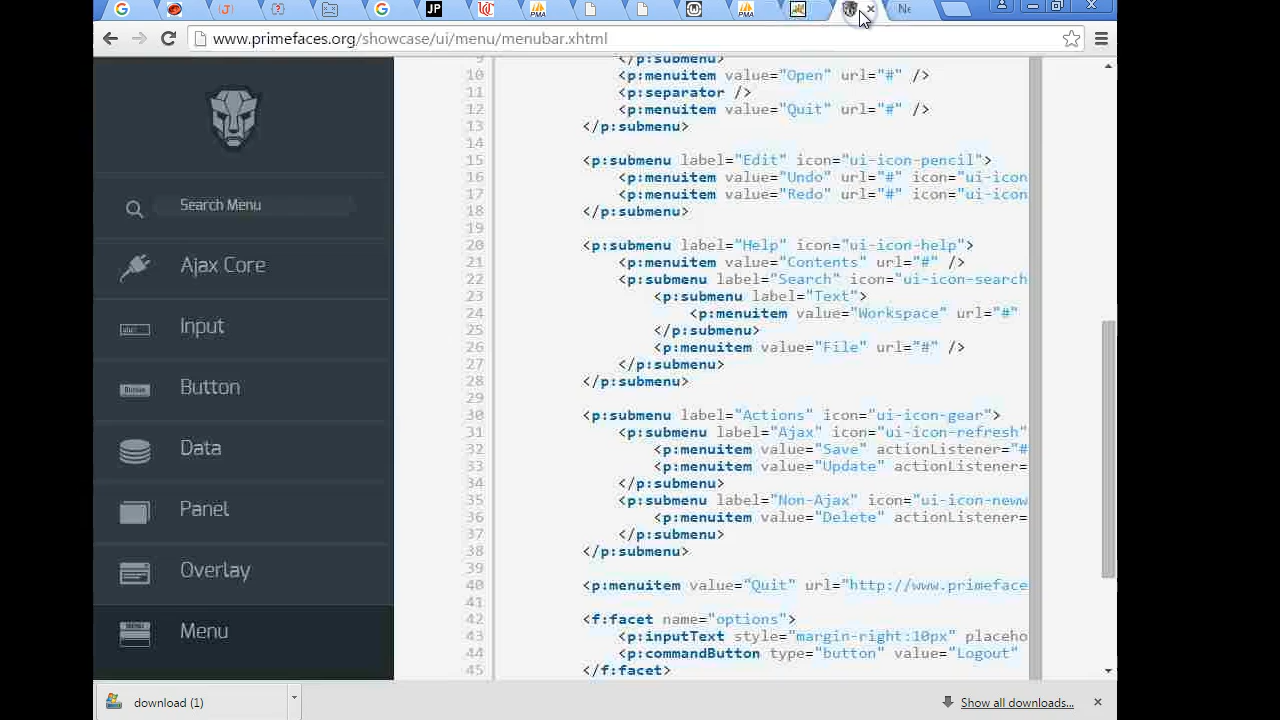 G
J
{?}
G
JP
PMA
PMA
Ne
www.primefaces.org/showcase/ui/menu/menubar.xhtml
Search Menu
Ajax Core
Input
Button
Data
Panel
Overlay
Menu
9 </p:submenu>
10 <p:menuitem value="Open" url="#" />
11 <p:separator />
12 <p:menuitem value="Quit" url="#" />
13 </p:submenu>
14
15 <p:submenu label="Edit" icon="ui-icon-pencil">
16 <p:menuitem value="Undo" url="#" icon="ui-icon
17 <p:menuitem value="Redo" url="#" icon="ui-icon
18 </p:submenu>
19
20 <p:submenu label="Help" icon="ui-icon-help">
21 <p:menuitem value="Contents" url="#" />
22 <p:submenu label="Search" icon="ui-icon-search
23 <p:submenu label="Text">
24 <p:menuitem value="Workspace" url="#"
25 </p:submenu>
26 <p:menuitem value="File" url="#" />
27 </p:submenu>
28 </p:submenu>
29
30 <p:submenu label="Actions" icon="ui-icon-gear">
31 <p:submenu label="Ajax" icon="ui-icon-refresh"
32 <p:menuitem value="Save" actionListener="#
33 <p:menuitem value="Update" actionListener=
34 </p:submenu>
35 <p:submenu label="Non-Ajax" icon="ui-icon-neww
36 <p:menuitem value="Delete" actionListener=
37 </p:submenu>
38 </p:submenu>
39
40 <p:menuitem value="Quit" url="http://www.primeface
41
42 <f:facet name="options">
43 <p:inputText style="margin-right:10px" placeho
44 <p:commandButton type="button" value="Logout"
45 </f:facet>
download (1)
Show all downloads...